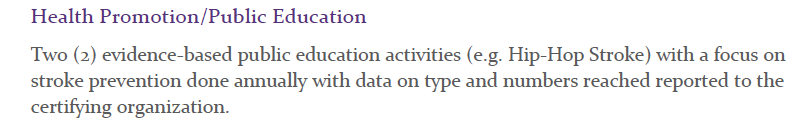 Health Promotion/Public Education
Two (2) evidence-based public education activities (e.g. Hip-Hop Stroke) with a focus on
stroke prevention done annually with data on type and numbers reached reported to the
certifying organization.